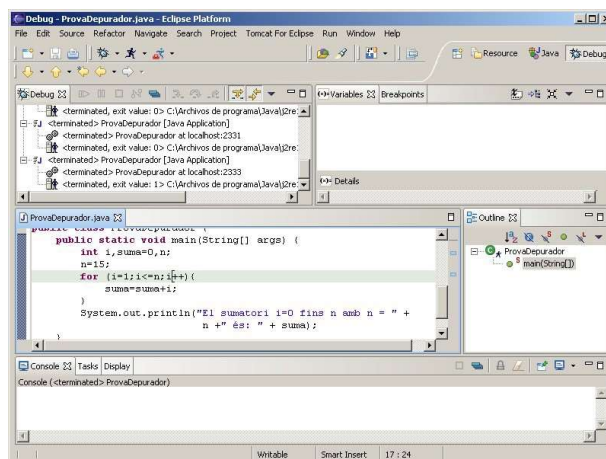 Debug - ProvaDepurador.java - Eclipse Platform
File Edit Source Refactor Navigate Search Project Tomcat For Eclipse Run Window Help
Resource Java Debug
Debug
<terminated, exit value: 0> C:\Archivos de programa\Java\j2re:
<terminated> ProvaDepurador [Java Application]
<terminated> ProvaDepurador at localhost:2331
<terminated, exit value: 0> C:\Archivos de programa\Java\j2re:
<terminated> ProvaDepurador [Java Application]
<terminated> ProvaDepurador at localhost:2333
<terminated, exit value: 1> C:\Archivos de programa\Java\j2re
Variables Breakpoints
Details
ProvaDepurador.java
public class ProvaDepurador {
public static void main(String[] args) {
int i,suma=0,n;
n=15;
for (i=1;i<=n;i++){
suma=suma+i;
}
System.out.println("El sumatori i=0 fins n amb n = " +
n +" és: " + suma);
}
Outline
ProvaDepurador
main(String[])
Console Tasks Display
Console (<terminated> ProvaDepurador)
Writable Smart Insert 17 : 24